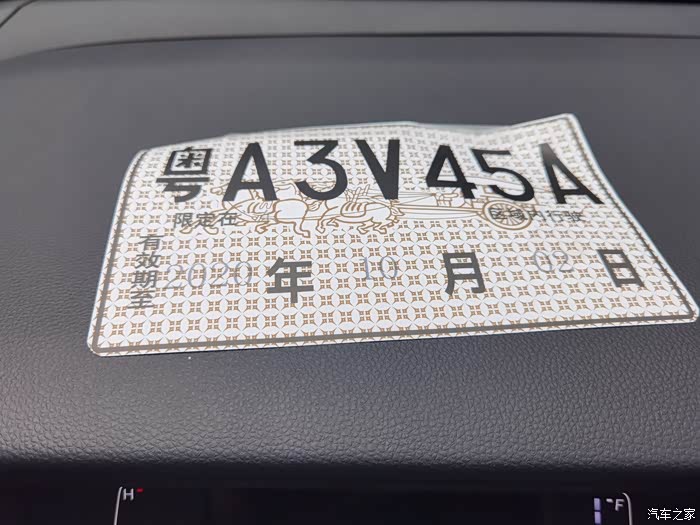 粤A3V45A
限定在 区域内行驶
有效期至 2020 年 10 月 02 日
H F
汽车之家